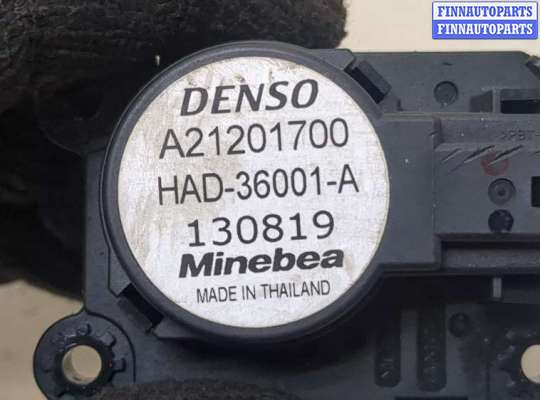 FINNAUTOPARTS
FINNAUTOPARTS
DENSO
A21201700
HAD-36001-A
130819
Minebea
MADE IN THAILAND